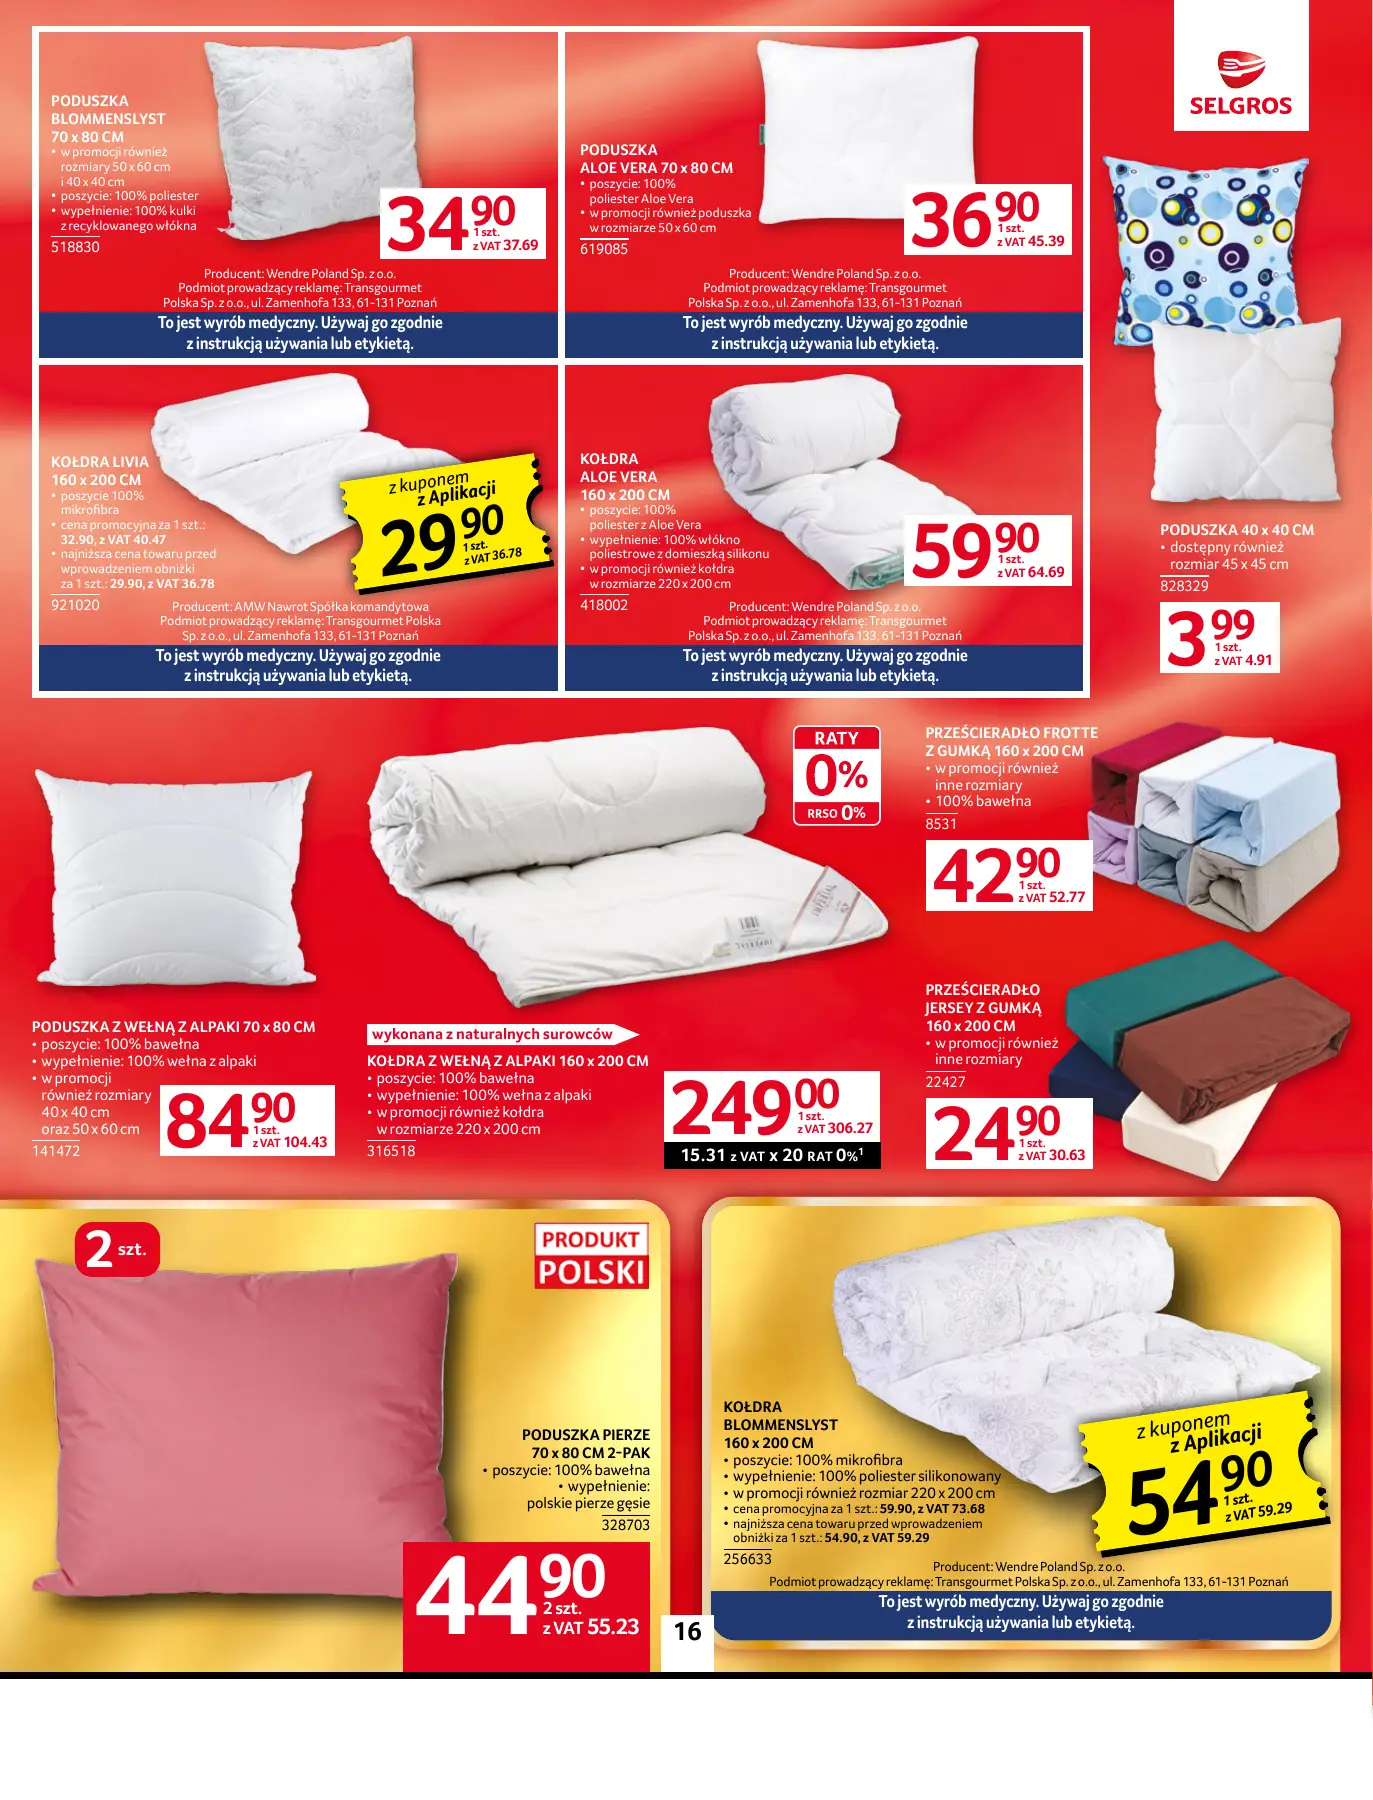 SELGROS
PODUSZKA
BLOMMENSLYST
70 x 80 CM
• w promocji również
rozmiary 50 x 60 cm
i 40 x 40 cm
• poszycie: 100% poliester
• wypełnienie: 100% kulki
z recyklowanego włókna
518830
34 90
1 szt.
z VAT 37.69
Producent: Wendre Poland Sp. z o.o.
Podmiot prowadzący reklamę: Transgourmet
Polska Sp. z o.o., ul. Zamenhofa 133, 61-131 Poznań
To jest wyrób medyczny. Używaj go zgodnie
z instrukcją używania lub etykietą.
PODUSZKA
ALOE VERA 70 x 80 CM
• poszycie: 100%
poliester Aloe Vera
• w promocji również poduszka
w rozmiarze 50 x 60 cm
619085
36 90
1 szt.
z VAT 45.39
Producent: Wendre Poland Sp. z o.o.
Podmiot prowadzący reklamę: Transgourmet
Polska Sp. z o.o., ul. Zamenhofa 133, 61-131 Poznań
To jest wyrób medyczny. Używaj go zgodnie
z instrukcją używania lub etykietą.
KOŁDRA LIVIA
160 x 200 CM
• poszycie 100%
mikrofibra
• cena promocyjna za 1 szt.:
32.90, z VAT 40.47
• najniższa cena towaru przed
wprowadzeniem obniżki
za 1 szt.: 29.90, z VAT 36.78
921020
z kuponem
z Aplikacji
29 90
1 szt.
z VAT 36.78
Producent: AMW Nawrot Spółka komandytowa
Podmiot prowadzący reklamę: Transgourmet Polska
Sp. z o.o., ul. Zamenhofa 133, 61-131 Poznań
To jest wyrób medyczny. Używaj go zgodnie
z instrukcją używania lub etykietą.
KOŁDRA
ALOE VERA
160 x 200 CM
• poszycie: 100%
poliester z Aloe Vera
• wypełnienie: 100% włókno
poliestrowe z domieszką silikonu
• w promocji również kołdra
w rozmiarze 220 x 200 cm
418002
59 90
1 szt.
z VAT 64.69
Producent: Wendre Poland Sp. z o.o.
Podmiot prowadzący reklamę: Transgourmet
Polska Sp. z o.o., ul. Zamenhofa 133, 61-131 Poznań
To jest wyrób medyczny. Używaj go zgodnie
z instrukcją używania lub etykietą.
PODUSZKA 40 x 40 CM
• dostępny również
rozmiar 45 x 45 cm
828329
3 99
1 szt.
z VAT 4.91
PODUSZKA Z WEŁNĄ Z ALPAKI 70 x 80 CM
• poszycie: 100% bawełna
• wypełnienie: 100% wełna z alpaki
• w promocji
również rozmiary
40 x 40 cm
oraz 50 x 60 cm
141472
84 90
1 szt.
z VAT 104.43
RATY
0%
RRSO 0%
IMPERIAL
wykonana z naturalnych surowców
KOŁDRA Z WEŁNĄ Z ALPAKI 160 x 200 CM
• poszycie: 100% bawełna
• wypełnienie: 100% wełna z alpaki
• w promocji również kołdra
w rozmiarze 220 x 200 cm
316518
249 00
1 szt.
z VAT 306.27
15.31 z VAT x 20 RAT 0%1
PRZEŚCIERADŁO FROTTE
Z GUMKĄ 160 x 200 CM
• w promocji również
inne rozmiary
• 100% bawełna
8531
42 90
1 szt.
z VAT 52.77
PRZEŚCIERADŁO
JERSEY Z GUMKĄ
160 x 200 CM
• w promocji również
inne rozmiary
22427
24 90
1 szt.
z VAT 30.63
2 szt.
PRODUKT
POLSKI
PODUSZKA PIERZE
70 x 80 CM 2-PAK
• poszycie: 100% bawełna
• wypełnienie:
polskie pierze gęsie
328703
44 90
2 szt.
z VAT 55.23
KOŁDRA
BLOMMENSLYST
160 x 200 CM
• poszycie: 100% mikrofibra
• wypełnienie: 100% poliester silikonowany
• w promocji również rozmiar 220 x 200 cm
• cena promocyjna za 1 szt.: 59.90, z VAT 73.68
• najniższa cena towaru przed wprowadzeniem
obniżki za 1 szt.: 54.90, z VAT 59.29
256633
z kuponem
z Aplikacji
54 90
1 szt.
z VAT 59.29
Producent: Wendre Poland Sp. z o.o.
Podmiot prowadzący reklamę: Transgourmet Polska Sp. z o.o., ul. Zamenhofa 133, 61-131 Poznań
To jest wyrób medyczny. Używaj go zgodnie
z instrukcją używania lub etykietą.
16